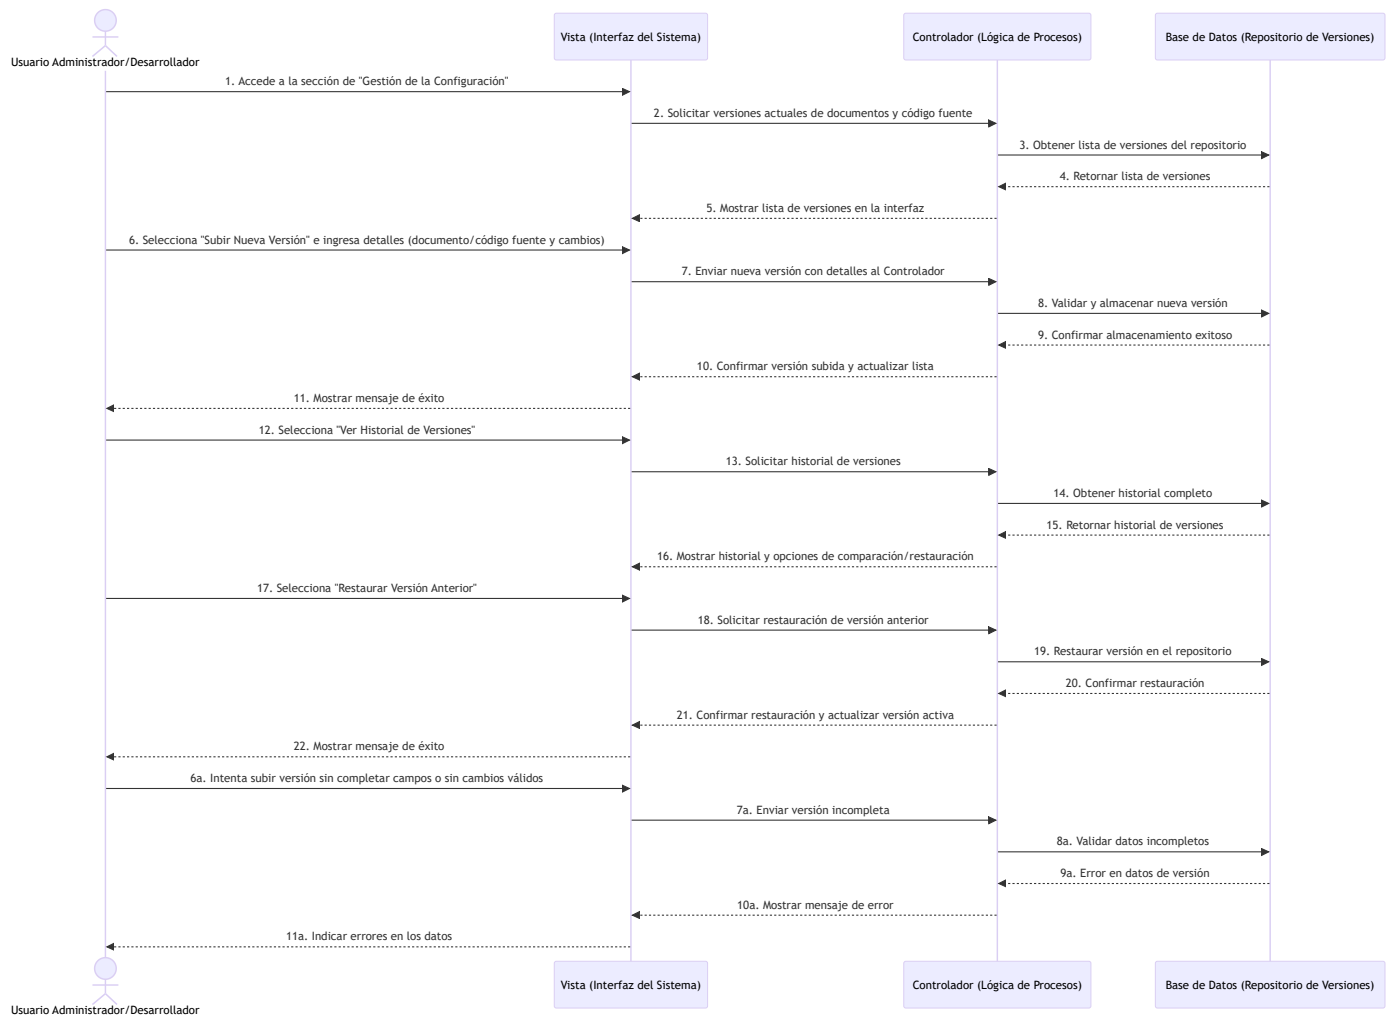 Usuario Administrador/Desarrollador
Vista (Interfaz del Sistema)
Controlador (Lógica de Procesos)
Base de Datos (Repositorio de Versiones)
1. Accede a la sección de "Gestión de la Configuración"
2. Solicitar versiones actuales de documentos y código fuente
3. Obtener lista de versiones del repositorio
4. Retornar lista de versiones
5. Mostrar lista de versiones en la interfaz
6. Selecciona "Subir Nueva Versión" e ingresa detalles (documento/código fuente y cambios)
7. Enviar nueva versión con detalles al Controlador
8. Validar y almacenar nueva versión
9. Confirmar almacenamiento exitoso
10. Confirmar versión subida y actualizar lista
11. Mostrar mensaje de éxito
12. Selecciona "Ver Historial de Versiones"
13. Solicitar historial de versiones
14. Obtener historial completo
15. Retornar historial de versiones
16. Mostrar historial y opciones de comparación/restauración
17. Selecciona "Restaurar Versión Anterior"
18. Solicitar restauración de versión anterior
19. Restaurar versión en el repositorio
20. Confirmar restauración
21. Confirmar restauración y actualizar versión activa
22. Mostrar mensaje de éxito
6a. Intenta subir versión sin completar campos o sin cambios válidos
7a. Enviar versión incompleta
8a. Validar datos incompletos
9a. Error en datos de versión
10a. Mostrar mensaje de error
11a. Indicar errores en los datos
Usuario Administrador/Desarrollador
Vista (Interfaz del Sistema)
Controlador (Lógica de Procesos)
Base de Datos (Repositorio de Versiones)